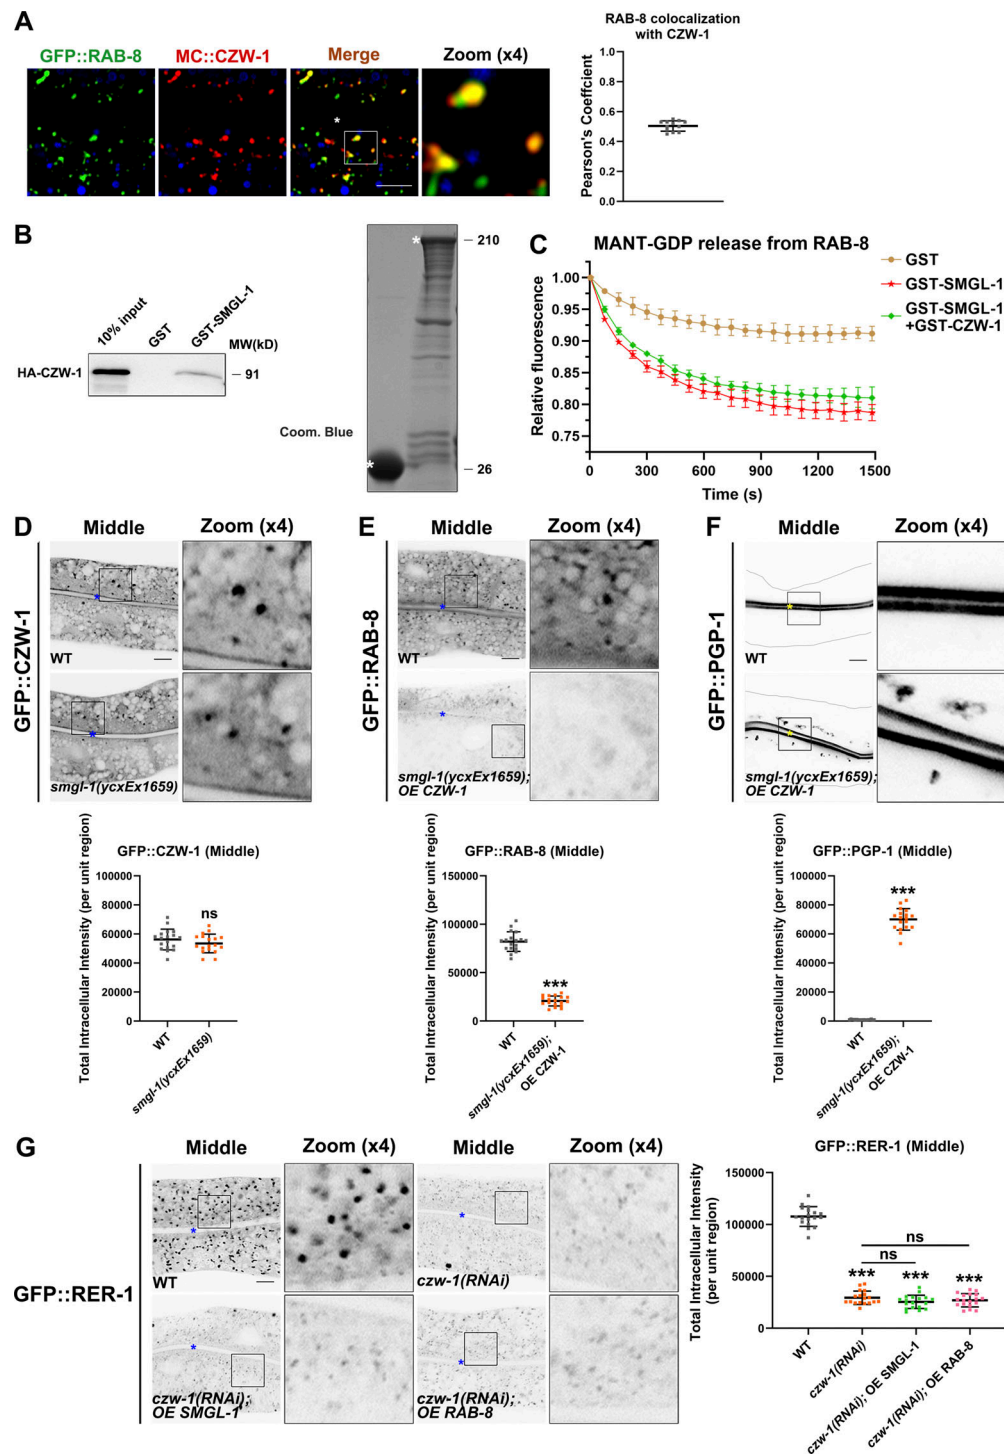 A
GFP::RAB-8
MC::CZW-1
Merge
Zoom (x4)
*
RAB-8 colocalization
with CZW-1
Pearson's Coeffcient
1.0
0.8
0.6
0.4
0.2
0.0
B
10% input
GST
GST-SMGL-1
MW(kD)
HA-CZW-1
91
Coom. Blue
*
*
210
26
C
MANT-GDP release from RAB-8
Relative fluorescence
1.00
0.95
0.90
0.85
0.80
0.75
0
300
600
900
1200
1500
Time (s)
GST
GST-SMGL-1
GST-SMGL-1
+GST-CZW-1
D
Middle
Zoom (x4)
GFP::CZW-1
*
WT
*
smgl-1(ycxEx1659)
GFP::CZW-1 (Middle)
Total Intracellular Intensity (per unit region)
100000
80000
60000
40000
20000
0
ns
WT
smgl-1(ycxEx1659)
E
Middle
Zoom (x4)
GFP::RAB-8
*
WT
*
smgl-1(ycxEx1659);
OE CZW-1
GFP::RAB-8 (Middle)
Total Intracellular Intensity (per unit region)
150000
100000
50000
0
***
WT
smgl-1(ycxEx1659);
OE CZW-1
F
Middle
Zoom (x4)
GFP::PGP-1
*
WT
*
smgl-1(ycxEx1659);
OE CZW-1
GFP::PGP-1 (Middle)
Total Intracellular Intensity (per unit region)
100000
80000
60000
40000
20000
0
***
WT
smgl-1(ycxEx1659);
OE CZW-1
G
Middle
Zoom (x4)
Middle
Zoom (x4)
GFP::RER-1
*
WT
*
czw-1(RNAi)
*
czw-1(RNAi);
OE SMGL-1
*
czw-1(RNAi);
OE RAB-8
GFP::RER-1 (Middle)
Total Intracellular Intensity
(per unit region)
150000
100000
50000
0
ns
ns
***
***
***
WT
czw-1(RNAi)
czw-1(RNAi); OE SMGL-1
czw-1(RNAi); OE RAB-8